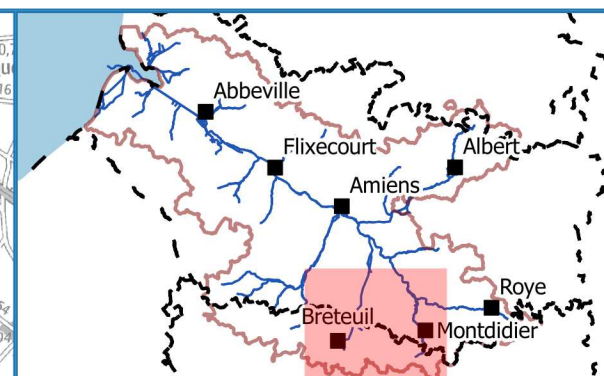 Abbeville
Flixecourt
Albert
Amiens
Roye
Breteuil
Montdidier